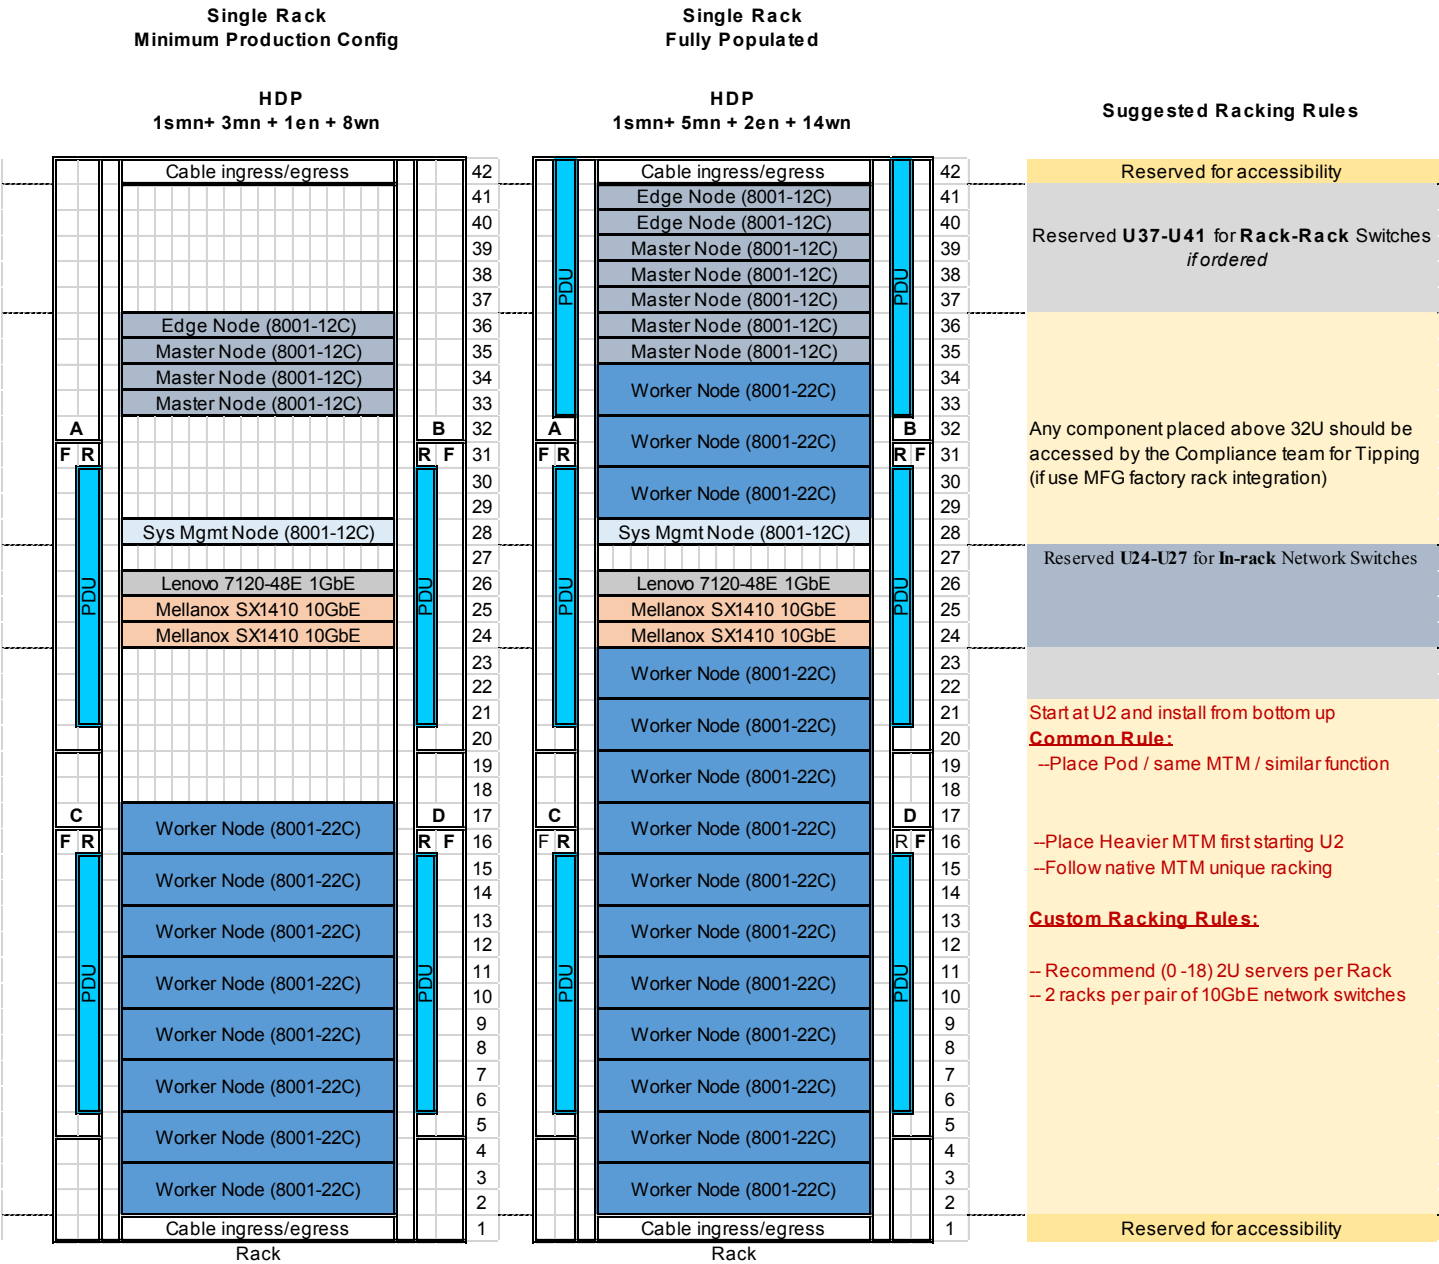 Single Rack
Minimum Production Config
HDP
1smn+ 3mn + 1en + 8wn
Cable ingress/egress
Edge Node (8001-12C)
Master Node (8001-12C)
Master Node (8001-12C)
Master Node (8001-12C)
Sys Mgmt Node (8001-12C)
Lenovo 7120-48E 1GbE
Mellanox SX1410 10GbE
Mellanox SX1410 10GbE
Worker Node (8001-22C)
Worker Node (8001-22C)
Worker Node (8001-22C)
Worker Node (8001-22C)
Worker Node (8001-22C)
Worker Node (8001-22C)
Worker Node (8001-22C)
Worker Node (8001-22C)
Cable ingress/egress
Rack
A
F R
PDU
C
F R
PDU
B
R F
PDU
D
R F
PDU
42
41
40
39
38
37
36
35
34
33
32
31
30
29
28
27
26
25
24
23
22
21
20
19
18
17
16
15
14
13
12
11
10
9
8
7
6
5
4
3
2
1
Single Rack
Fully Populated
HDP
1smn+ 5mn + 2en + 14wn
Cable ingress/egress
Edge Node (8001-12C)
Edge Node (8001-12C)
Master Node (8001-12C)
Master Node (8001-12C)
Master Node (8001-12C)
Master Node (8001-12C)
Master Node (8001-12C)
Worker Node (8001-22C)
Worker Node (8001-22C)
Worker Node (8001-22C)
Sys Mgmt Node (8001-12C)
Lenovo 7120-48E 1GbE
Mellanox SX1410 10GbE
Mellanox SX1410 10GbE
Worker Node (8001-22C)
Worker Node (8001-22C)
Worker Node (8001-22C)
Worker Node (8001-22C)
Worker Node (8001-22C)
Worker Node (8001-22C)
Worker Node (8001-22C)
Worker Node (8001-22C)
Worker Node (8001-22C)
Worker Node (8001-22C)
Worker Node (8001-22C)
Cable ingress/egress
Rack
PDU
A
F R
PDU
C
F R
PDU
B
R F
PDU
PDU
D
R F
PDU
42
41
40
39
38
37
36
35
34
33
32
31
30
29
28
27
26
25
24
23
22
21
20
19
18
17
16
15
14
13
12
11
10
9
8
7
6
5
4
3
2
1
Suggested Racking Rules
Reserved for accessibility
Reserved U37-U41 for Rack-Rack Switches
if ordered
Any component placed above 32U should be
accessed by the Compliance team for Tipping
(if use MFG factory rack integration)
Reserved U24-U27 for In-rack Network Switches
Start at U2 and install from bottom up
Common Rule:
--Place Pod / same MTM / similar function
--Place Heavier MTM first starting U2
--Follow native MTM unique racking
Custom Racking Rules:
-- Recommend (0 -18) 2U servers per Rack
-- 2 racks per pair of 10GbE network switches
Reserved for accessibility